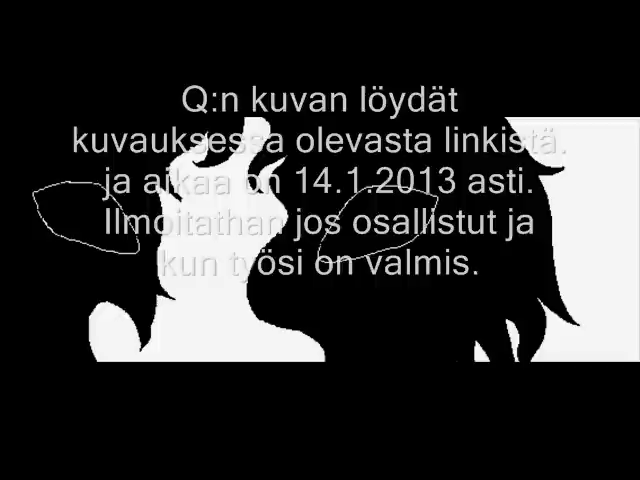 Q:n kuvan löydät
kuvauksessa olevasta linkistä.
ja aikaa on 14.1.2013 asti.
Ilmoitathan jos osallistut ja
kun työsi on valmis.